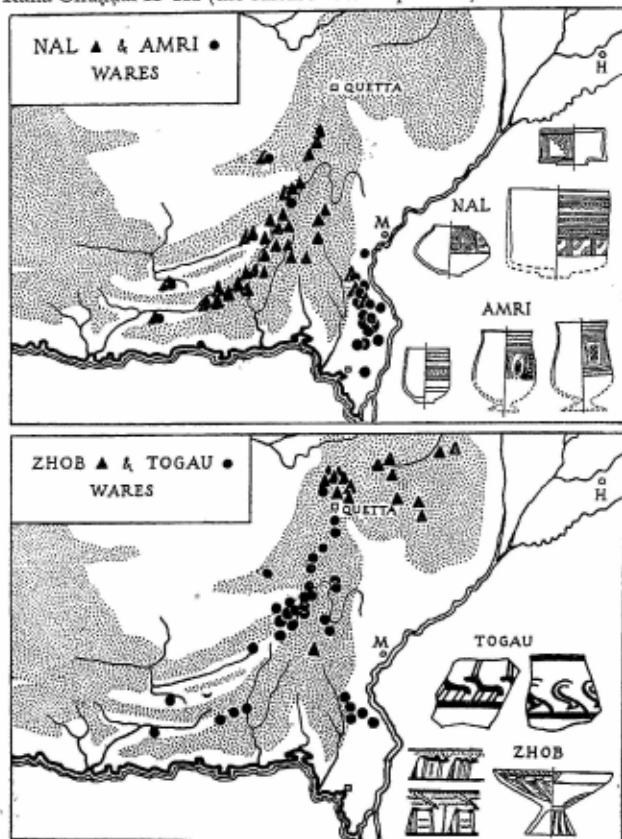 NAL ▲ & AMRI ●
WARES
QUETTA
H
M
NAL
AMRI
ZHOB ▲ & TOGAU ●
WARES
QUETTA
H
M
TOGAU
ZHOB